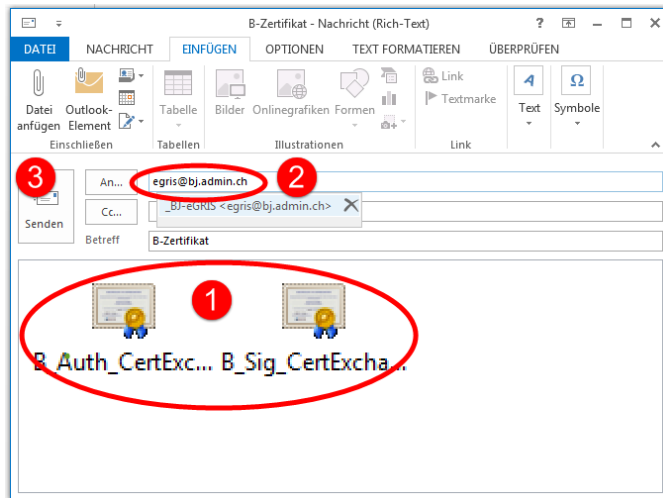 B-Zertifikat - Nachricht (Rich-Text)
?
DATEI NACHRICHT EINFÜGEN OPTIONEN TEXT FORMATIEREN ÜBERPRÜFEN
Datei anfügen
Outlook-Element
Tabelle
Bilder Onlinegrafiken Formen
Link
Textmarke
A
Text
Ω
Symbole
Einschließen Tabellen Illustrationen Link
3
An... egris@bj.admin.ch
2
_BJ-eGRIS <egris@bj.admin.ch>
Cc...
Senden
Betreff B-Zertifikat
1
B_Auth_CertExc... B_Sig_CertExcha...